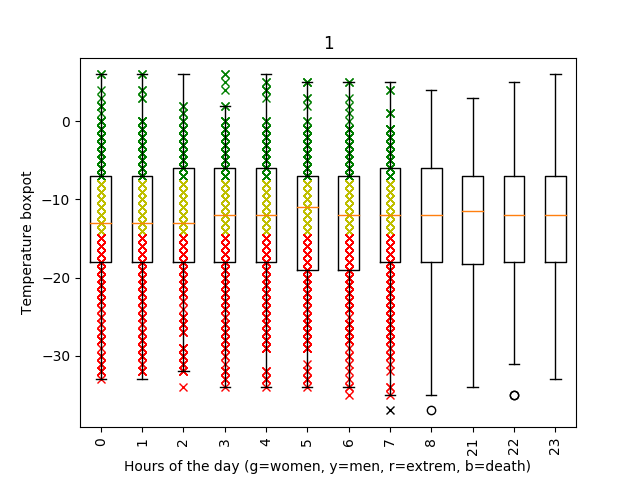 1
Temperature boxpot
0
−10
−20
−30
0 1 2 3 4 5 6 7 8 21 22 23
Hours of the day (g=women, y=men, r=extrem, b=death)